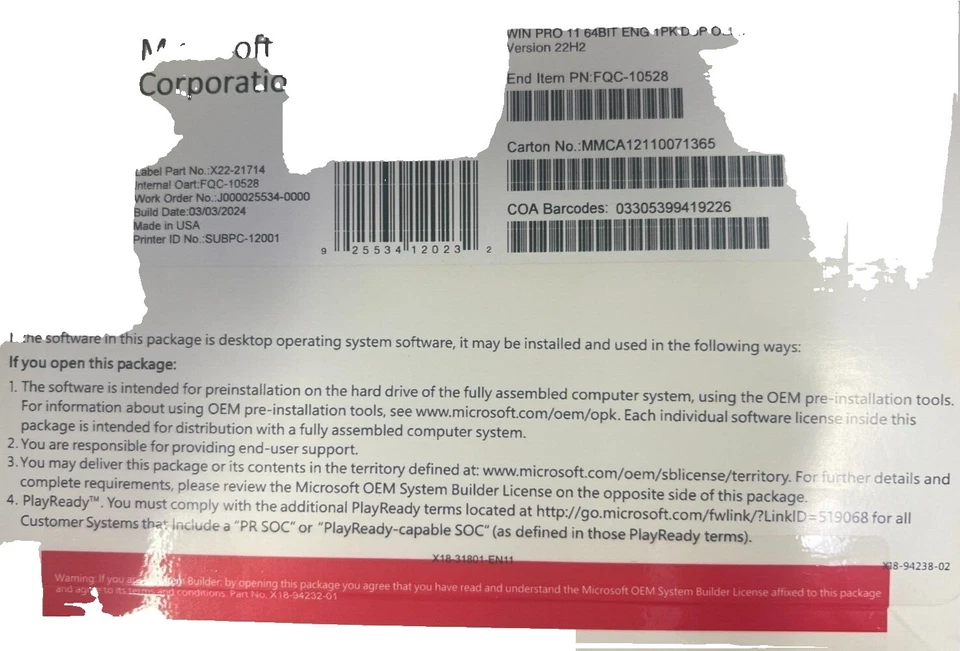 Corporatio
WIN PRO 11 64BIT ENG 1PK
Version 22H2
End Item PN:FQC-10528
Carton No.:MMCA12110071365
COA Barcodes: 03305399419226
Label Part No.:X22-21714
Internal Oart:FQC-10528
Work Order No.:J000025534-0000
Build Date:03/03/2024
Made in USA
Printer ID No.:SUBPC-12001
9 25534 12023 2
the software in this package is desktop operating system software, it may be installed and used in the following ways:
If you open this package:
1. The software is intended for preinstallation on the hard drive of the fully assembled computer system, using the OEM pre-installation tools.
For information about using OEM pre-installation tools, see www.microsoft.com/oem/opk. Each individual software license inside this
package is intended for distribution with a fully assembled computer system.
2. You are responsible for providing end-user support.
3. You may deliver this package or its contents in the territory defined at: www.microsoft.com/oem/sblicense/territory. For further details and
complete requirements, please review the Microsoft OEM System Builder License on the opposite side of this package.
4. PlayReady™. You must comply with the additional PlayReady terms located at http://go.microsoft.com/fwlink/?LinkID=519068 for all
Customer Systems that include a "PR SOC" or "PlayReady-capable SOC" (as defined in those PlayReady terms).
X18-31801-EN11
X18-94238-02
Warning: If you are Builder: by opening this package you agree that you have read and understand the Microsoft OEM System Builder License affixed to this package
and agree to its terms and conditions. Part No. X18-94232-01